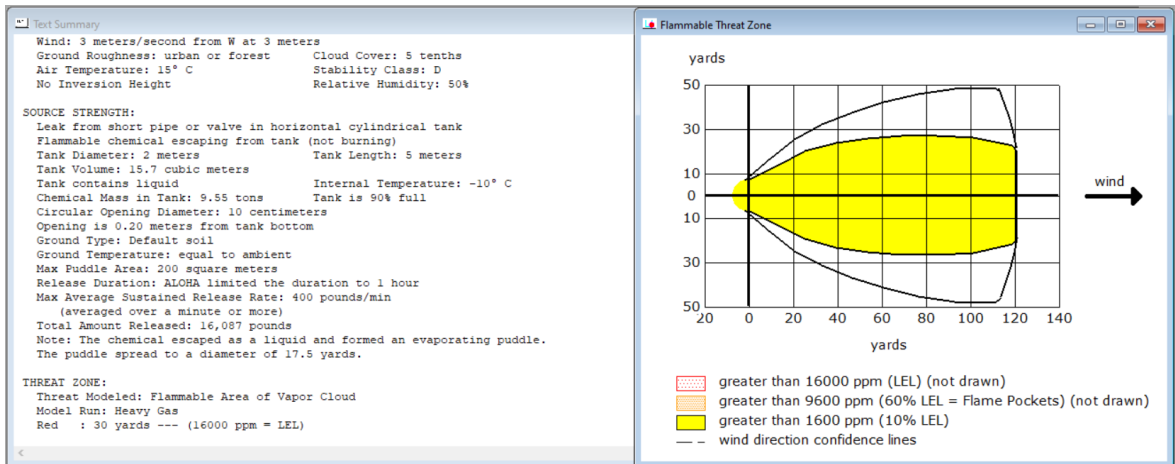 Text Summary
Wind: 3 meters/second from W at 3 meters
Ground Roughness: urban or forest Cloud Cover: 5 tenths
Air Temperature: 15° C Stability Class: D
No Inversion Height Relative Humidity: 50%
SOURCE STRENGTH:
Leak from short pipe or valve in horizontal cylindrical tank
Flammable chemical escaping from tank (not burning)
Tank Diameter: 2 meters Tank Length: 5 meters
Tank Volume: 15.7 cubic meters
Tank contains liquid Internal Temperature: -10° C
Chemical Mass in Tank: 9.55 tons Tank is 90% full
Circular Opening Diameter: 10 centimeters
Opening is 0.20 meters from tank bottom
Ground Type: Default soil
Ground Temperature: equal to ambient
Max Puddle Area: 200 square meters
Release Duration: ALOHA limited the duration to 1 hour
Max Average Sustained Release Rate: 400 pounds/min
(averaged over a minute or more)
Total Amount Released: 16,087 pounds
Note: The chemical escaped as a liquid and formed an evaporating puddle.
The puddle spread to a diameter of 17.5 yards.
THREAT ZONE:
Threat Modeled: Flammable Area of Vapor Cloud
Model Run: Heavy Gas
Red : 30 yards --- (16000 ppm = LEL)
Flammable Threat Zone
yards
50
30
10
0
10
30
50
20 0 20 40 60 80 100 120 140
yards
wind
greater than 16000 ppm (LEL) (not drawn)
greater than 9600 ppm (60% LEL = Flame Pockets) (not drawn)
greater than 1600 ppm (10% LEL)
wind direction confidence lines